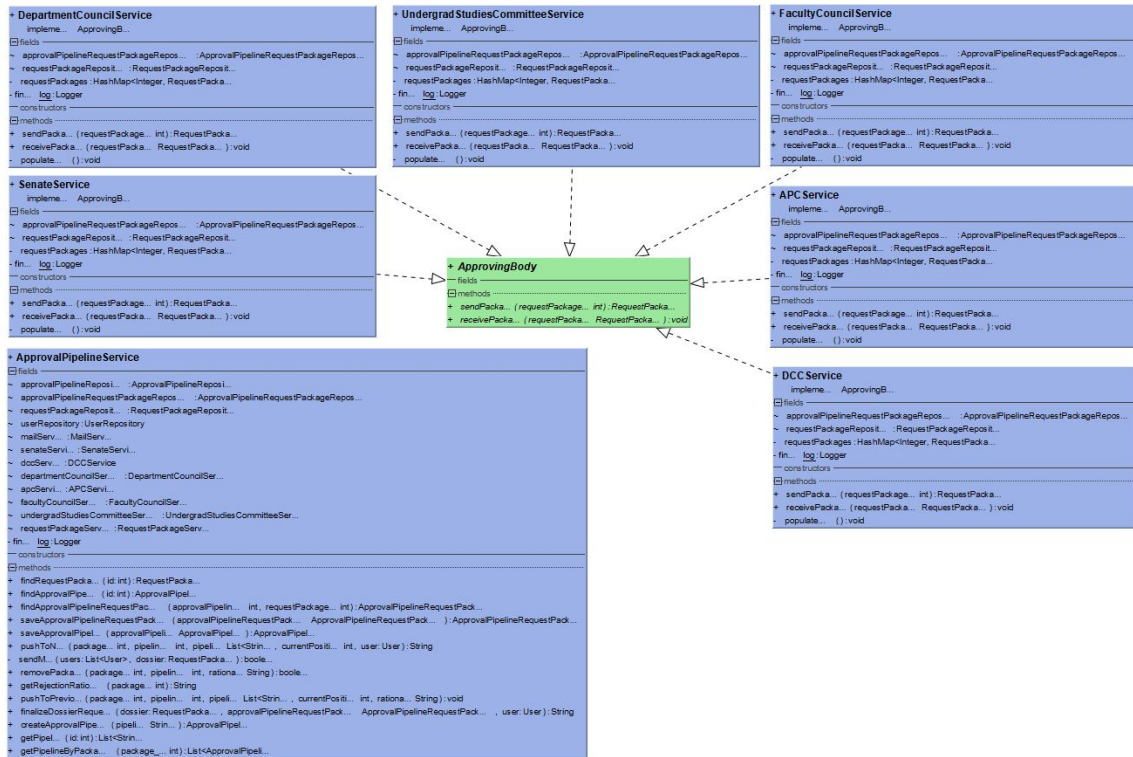 + DepartmentCouncilService
impleme... ApprovingB...
fields
~ approvalPipelineRequestPackageRepos... : ApprovalPipelineRequestPackageRepos...
~ requestPackageReposit... : RequestPackageReposit...
- requestPackages : HashMap<Integer, RequestPacka...
- fin... log : Logger
constructors
methods
+ sendPacka... ( requestPackage... int) : RequestPacka...
+ receivePacka... ( requestPacka... RequestPacka... ) : void
- populate... () : void
+ UndergradStudiesCommitteeService
impleme... ApprovingB...
fields
~ approvalPipelineRequestPackageRepos... : ApprovalPipelineRequestPackageRepos...
~ requestPackageReposit... : RequestPackageReposit...
- requestPackages : HashMap<Integer, RequestPacka...
- fin... log : Logger
constructors
methods
+ sendPacka... ( requestPackage... int) : RequestPacka...
+ receivePacka... ( requestPacka... RequestPacka... ) : void
- populate... () : void
+ FacultyCouncilService
impleme... ApprovingB...
fields
~ approvalPipelineRequestPackageRepos... : ApprovalPipelineRequestPackageRepos...
~ requestPackageReposit... : RequestPackageReposit...
- requestPackages : HashMap<Integer, RequestPacka...
- fin... log : Logger
constructors
methods
+ sendPacka... ( requestPackage... int) : RequestPacka...
+ receivePacka... ( requestPacka... RequestPacka... ) : void
- populate... () : void
+ SenateService
impleme... ApprovingB...
fields
~ approvalPipelineRequestPackageRepos... : ApprovalPipelineRequestPackageRepos...
~ requestPackageReposit... : RequestPackageReposit...
- requestPackages : HashMap<Integer, RequestPacka...
- fin... log : Logger
constructors
methods
+ sendPacka... ( requestPackage... int) : RequestPacka...
+ receivePacka... ( requestPacka... RequestPacka... ) : void
- populate... () : void
+ ApprovingBody
fields
methods
+ sendPacka... ( requestPackage... int) : RequestPacka...
+ receivePacka... ( requestPacka... RequestPacka... ) : void
+ APCService
impleme... ApprovingB...
fields
~ approvalPipelineRequestPackageRepos... : ApprovalPipelineRequestPackageRepos...
~ requestPackageReposit... : RequestPackageReposit...
- requestPackages : HashMap<Integer, RequestPacka...
- fin... log : Logger
constructors
methods
+ sendPacka... ( requestPackage... int) : RequestPacka...
+ receivePacka... ( requestPacka... RequestPacka... ) : void
- populate... () : void
+ ApprovalPipelineService
fields
~ approvalPipelineReposi... : ApprovalPipelineReposi...
~ approvalPipelineRequestPackageRepos... : ApprovalPipelineRequestPackageRepos...
~ requestPackageReposit... : RequestPackageReposit...
~ userRepository : UserRepository
~ mailServ... : MailServ...
~ senateServi... : SenateServi...
~ dccServ... : DCCService
~ departmentCouncilSer... : DepartmentCouncilSer...
~ apcServi... : APCServi...
~ facultyCouncilSer... : FacultyCouncilSer...
~ undergradStudiesCommitteeSer... : UndergradStudiesCommitteeSer...
~ requestPackageServ... : RequestPackageServ...
- fin... log : Logger
constructors
methods
+ findRequestPacka... ( id: int) : RequestPacka...
+ findApprovalPipe... ( id: int) : ApprovalPipel...
+ findApprovalPipelineRequestPac... ( approvalPipelin... int, requestPackage... int) : ApprovalPipelineRequestPack...
+ saveApprovalPipelineRequestPack... ( approvalPipelineRequestPacka... ApprovalPipelineRequestPack... ) : ApprovalPipelineRequestPack...
+ saveApprovalPipel... ( approvalPipeli... ApprovalPipel... ) : ApprovalPipel...
+ pushToN... ( package... int, pipelin... int, pipeli... List<Strin... , currentPositi... int, user: User) : String
- sendM... ( users: List<User>, dossier: RequestPacka... ) : boole...
+ removePacka... ( package... int, pipelin... int, rationa... String) : boole...
+ getRejectionRatio... ( package... int) : String
+ pushToPrevio... ( package... int, pipelin... int, pipeli... List<Strin... , currentPositi... int, rationa... String) : void
+ finalizeDossierReque... ( dossier: RequestPacka... , approvalPipelineRequestPack... ApprovalPipelineRequestPack... , user: User) : String
+ createApprovalPipe... ( pipeli... Strin... ) : ApprovalPipel...
+ getPipel... ( id: int) : List<Strin...
+ getPipelineByPacka... ( package_... int) : List<ApprovalPipeli...
+ DCCService
impleme... ApprovingB...
fields
~ approvalPipelineRequestPackageRepos... : ApprovalPipelineRequestPackageRepos...
~ requestPackageReposit... : RequestPackageReposit...
- requestPackages : HashMap<Integer, RequestPacka...
- fin... log : Logger
constructors
methods
+ sendPacka... ( requestPackage... int) : RequestPacka...
+ receivePacka... ( requestPacka... RequestPacka... ) : void
- populate... () : void